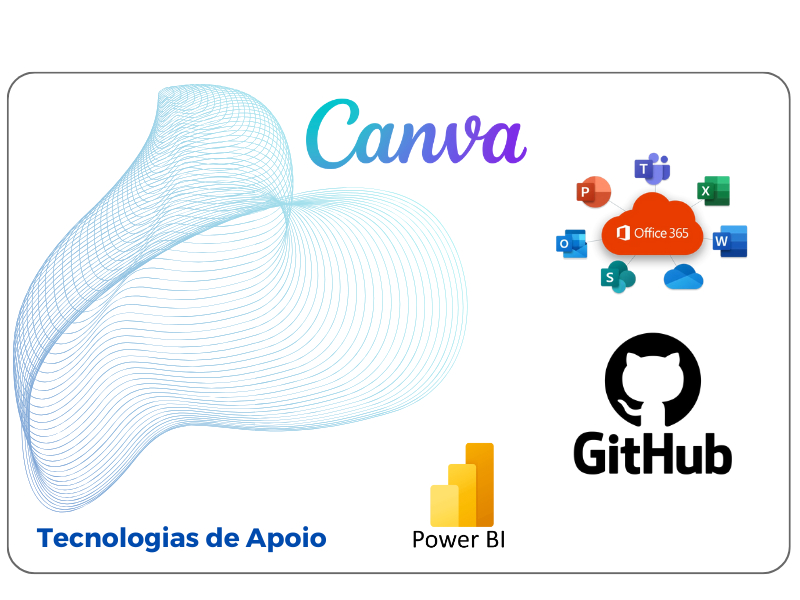 Canva
T
P
X
Office 365
O
W
S
GitHub
Power BI
Tecnologias de Apoio